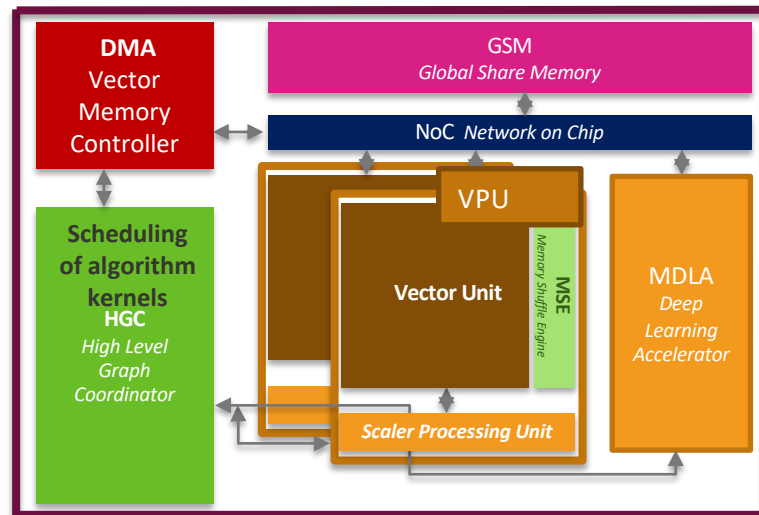 DMA
Vector
Memory
Controller
GSM
Global Share Memory
NoC Network on Chip
VPU
Scheduling
of algorithm
kernels
HGC
High Level
Graph
Coordinator
Vector Unit
MSE
Memory Shuffle Engine
MDLA
Deep
Learning
Accelerator
Scaler Processing Unit